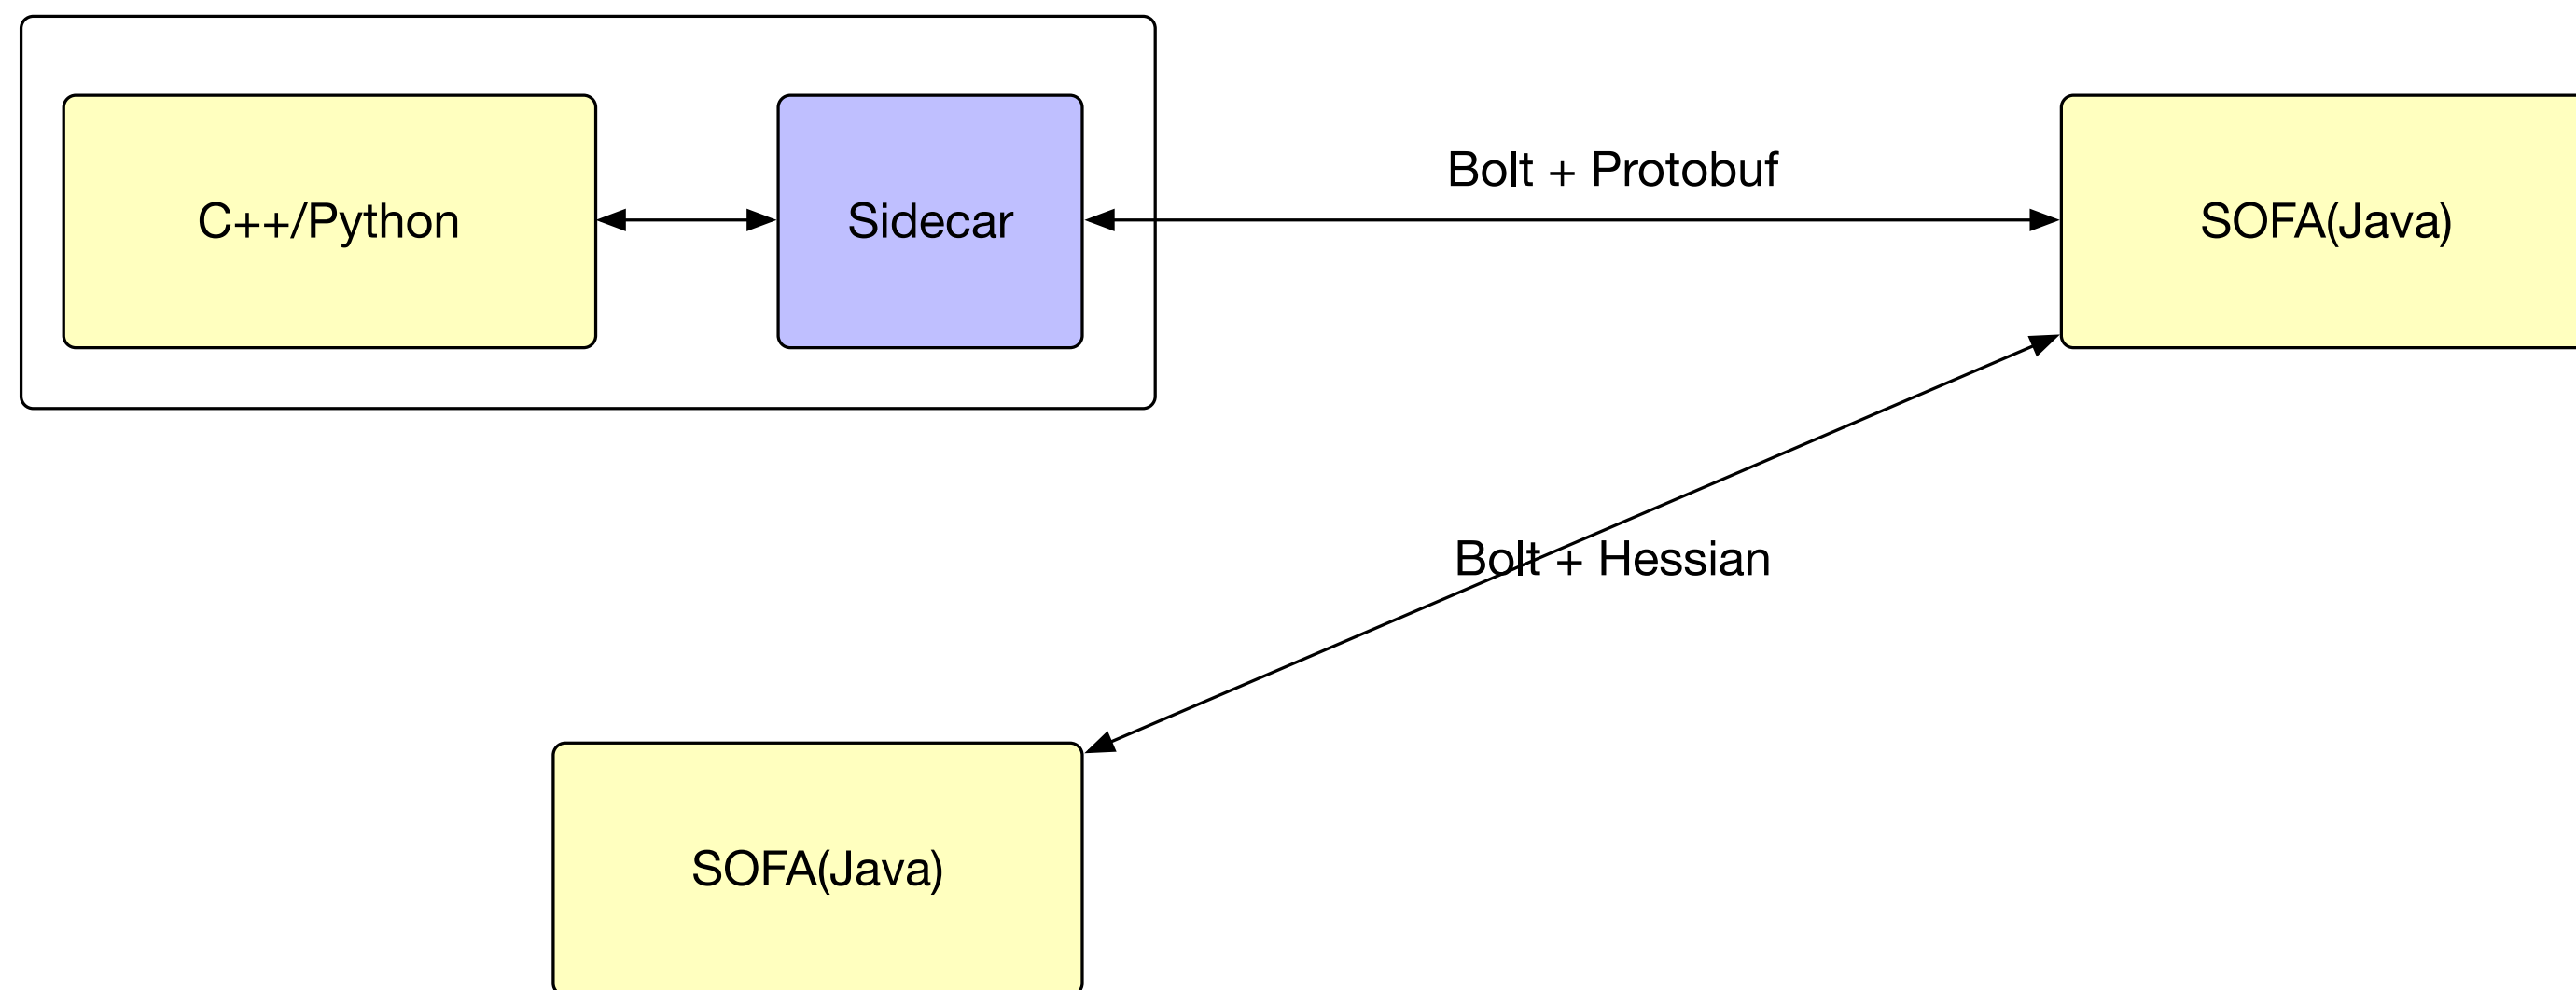 Bolt + Protobuf
C++/Python
Sidecar
SOFA(Java)
Bolt + Hessian
SOFA(Java)